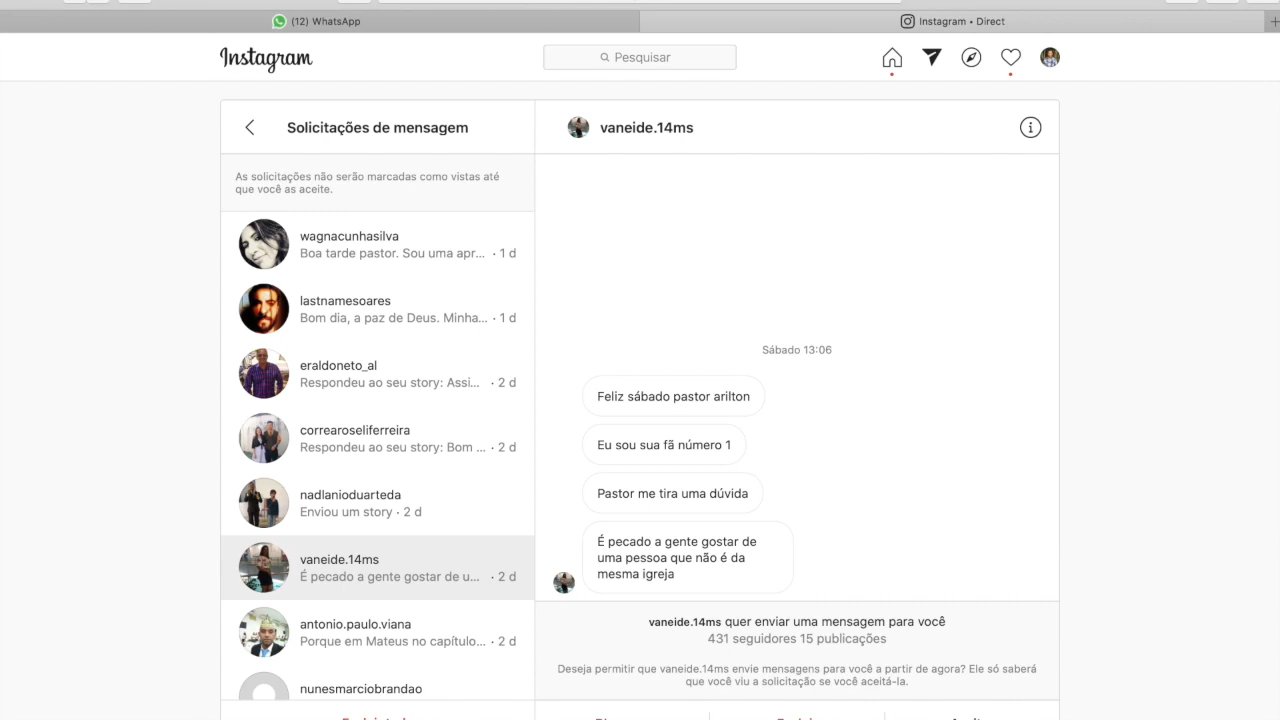 (12) WhatsApp
Instagram • Direct
Instagram
Pesquisar
Solicitações de mensagem
As solicitações não serão marcadas como vistas até
que você as aceite.
wagnacunhasilva
Boa tarde pastor. Sou uma apr... · 1 d
lastnamesoares
Bom dia, a paz de Deus. Minha... · 1 d
eraldoneto_al
Respondeu ao seu story: Assi... · 2 d
correaroseliferreira
Respondeu ao seu story: Bom ... · 2 d
nadlanioduarteda
Enviou um story · 2 d
vaneide.14ms
É pecado a gente gostar de u... · 2 d
antonio.paulo.viana
Porque em Mateus no capítulo... · 2 d
nunesmarciobrandao
vaneide.14ms
Sábado 13:06
Feliz sábado pastor arilton
Eu sou sua fã número 1
Pastor me tira uma dúvida
É pecado a gente gostar de
uma pessoa que não é da
mesma igreja
vaneide.14ms quer enviar uma mensagem para você
431 seguidores 15 publicações
Deseja permitir que vaneide.14ms envie mensagens para você a partir de agora? Ele só saberá
que você viu a solicitação se você aceitá-la.